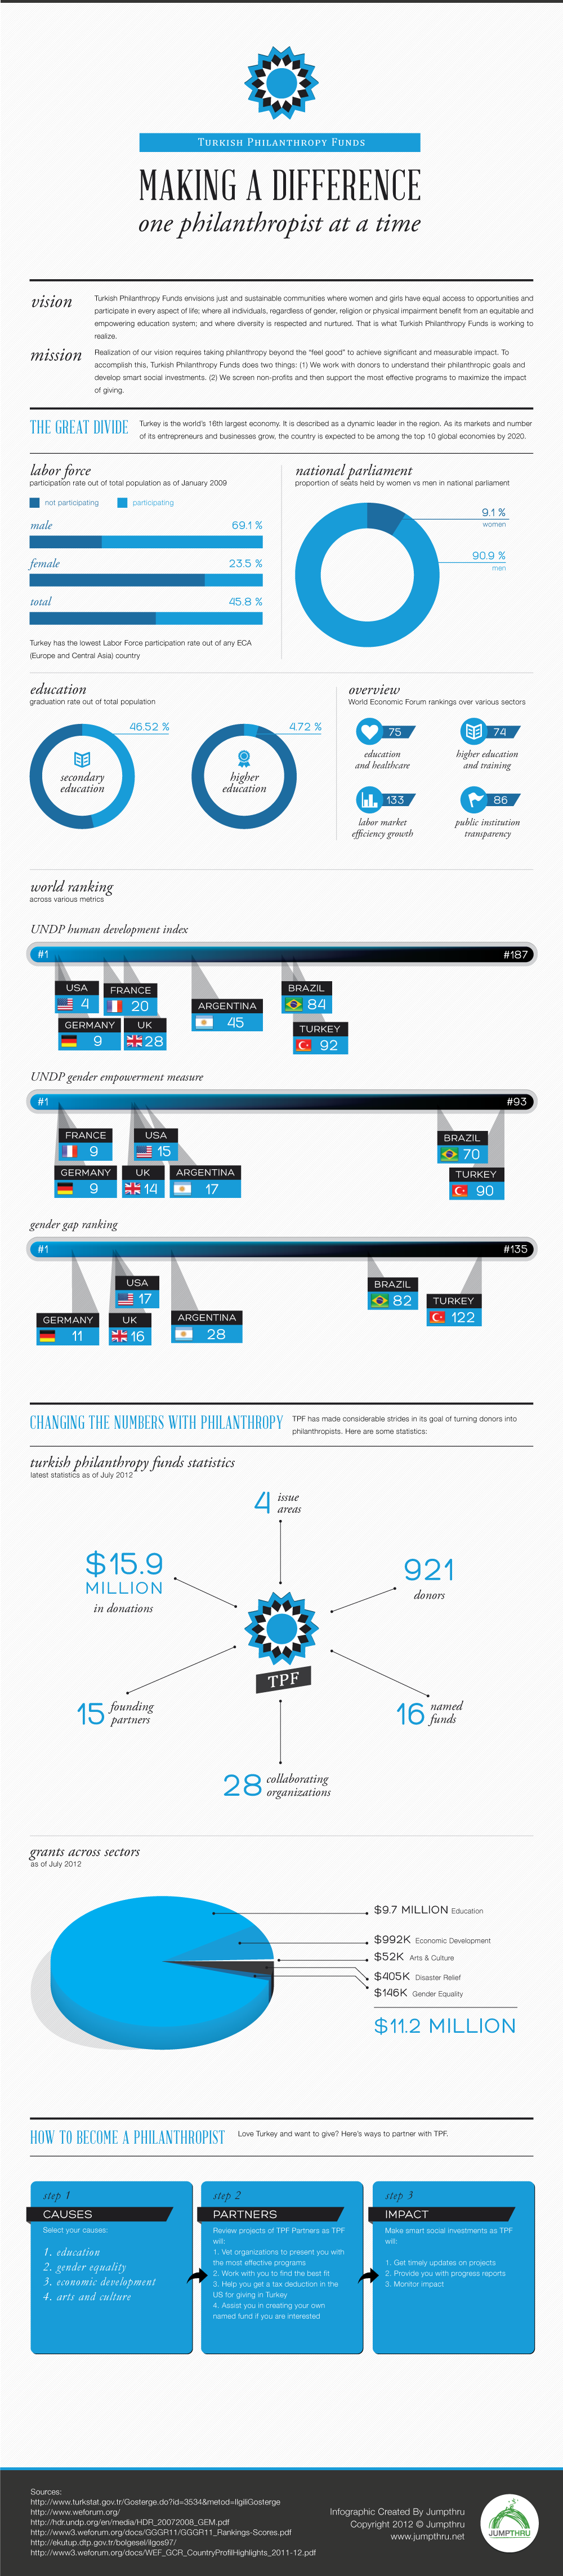 Turkish Philanthropy Funds
MAKING A DIFFERENCE
one philanthropist at a time
vision
Turkish Philanthropy Funds envisions just and sustainable communities where women and girls have equal access to opportunities and
participate in every aspect of life; where all individuals, regardless of gender, religion or physical impairment benefit from an equitable and
empowering education system; and where diversity is respected and nurtured. That is what Turkish Philanthropy Funds is working to
realize.
mission
Realization of our vision requires taking philanthropy beyond the "feel good" to achieve significant and measurable impact. To
accomplish this, Turkish Philanthropy Funds does two things: (1) We work with donors to understand their philanthropic goals and
develop smart social investments. (2) We screen non-profits and then support the most effective programs to maximize the impact
of giving.
THE GREAT DIVIDE
Turkey is the world's 16th largest economy. It is described as a dynamic leader in the region. As its markets and number
of its entrepreneurs and businesses grow, the country is expected to be among the top 10 global economies by 2020.
labor force
participation rate out of total population as of January 2009
not participating
participating
male
69.1 %
female
23.5 %
total
45.8 %
Turkey has the lowest Labor Force participation rate out of any ECA
(Europe and Central Asia) country
national parliament
proportion of seats held by women vs men in national parliament
9.1 %
women
90.9 %
men
education
graduation rate out of total population
46.52 %
secondary
education
4.72 %
higher
education
overview
World Economic Forum rankings over various sectors
75
education
and healthcare
74
higher education
and training
133
labor market
efficiency growth
86
public institution
transparency
world ranking
across various metrics
UNDP human development index
#1
#187
USA
4
FRANCE
20
GERMANY
9
UK
28
ARGENTINA
45
BRAZIL
84
TURKEY
92
UNDP gender empowerment measure
#1
#93
FRANCE
9
USA
15
GERMANY
9
UK
14
ARGENTINA
17
BRAZIL
70
TURKEY
90
gender gap ranking
#1
#135
USA
17
GERMANY
11
UK
16
ARGENTINA
28
BRAZIL
82
TURKEY
122
CHANGING THE NUMBERS WITH PHILANTHROPY
TPF has made considerable strides in its goal of turning donors into
philanthropists. Here are some statistics:
turkish philanthropy funds statistics
latest statistics as of July 2012
4 issue
areas
$15.9
MILLION
in donations
921
donors
TPF
15 founding
partners
16 named
funds
28 collaborating
organizations
grants across sectors
as of July 2012
$9.7 MILLION Education
$992K Economic Development
$52K Arts & Culture
$405K Disaster Relief
$146K Gender Equality
$11.2 MILLION
HOW TO BECOME A PHILANTHROPIST
Love Turkey and want to give? Here's ways to partner with TPF.
step 1
CAUSES
Select your causes:
1. education
2. gender equality
3. economic development
4. arts and culture
step 2
PARTNERS
Review projects of TPF Partners as TPF
will:
1. Vet organizations to present you with
the most effective programs
2. Work with you to find the best fit
3. Help you get a tax deduction in the
US for giving in Turkey
4. Assist you in creating your own
named fund if you are interested
step 3
IMPACT
Make smart social investments as TPF
will:
1. Get timely updates on projects
2. Provide you with progress reports
3. Monitor impact
Sources:
http://www.turkstat.gov.tr/Gosterge.do?id=3534&metod=IlgiliGosterge
http://www.weforum.org/
http://hdr.undp.org/en/media/HDR_20072008_GEM.pdf
http://www3.weforum.org/docs/GGGR11/GGGR11_Rankings-Scores.pdf
http://ekutup.dtp.gov.tr/bolgesel/ilgos97/
http://www3.weforum.org/docs/WEF_GCR_CountryProfilHighlights_2011-12.pdf
Infographic Created By Jumpthru
Copyright 2012 © Jumpthru
www.jumpthru.net
JUMPTHRU